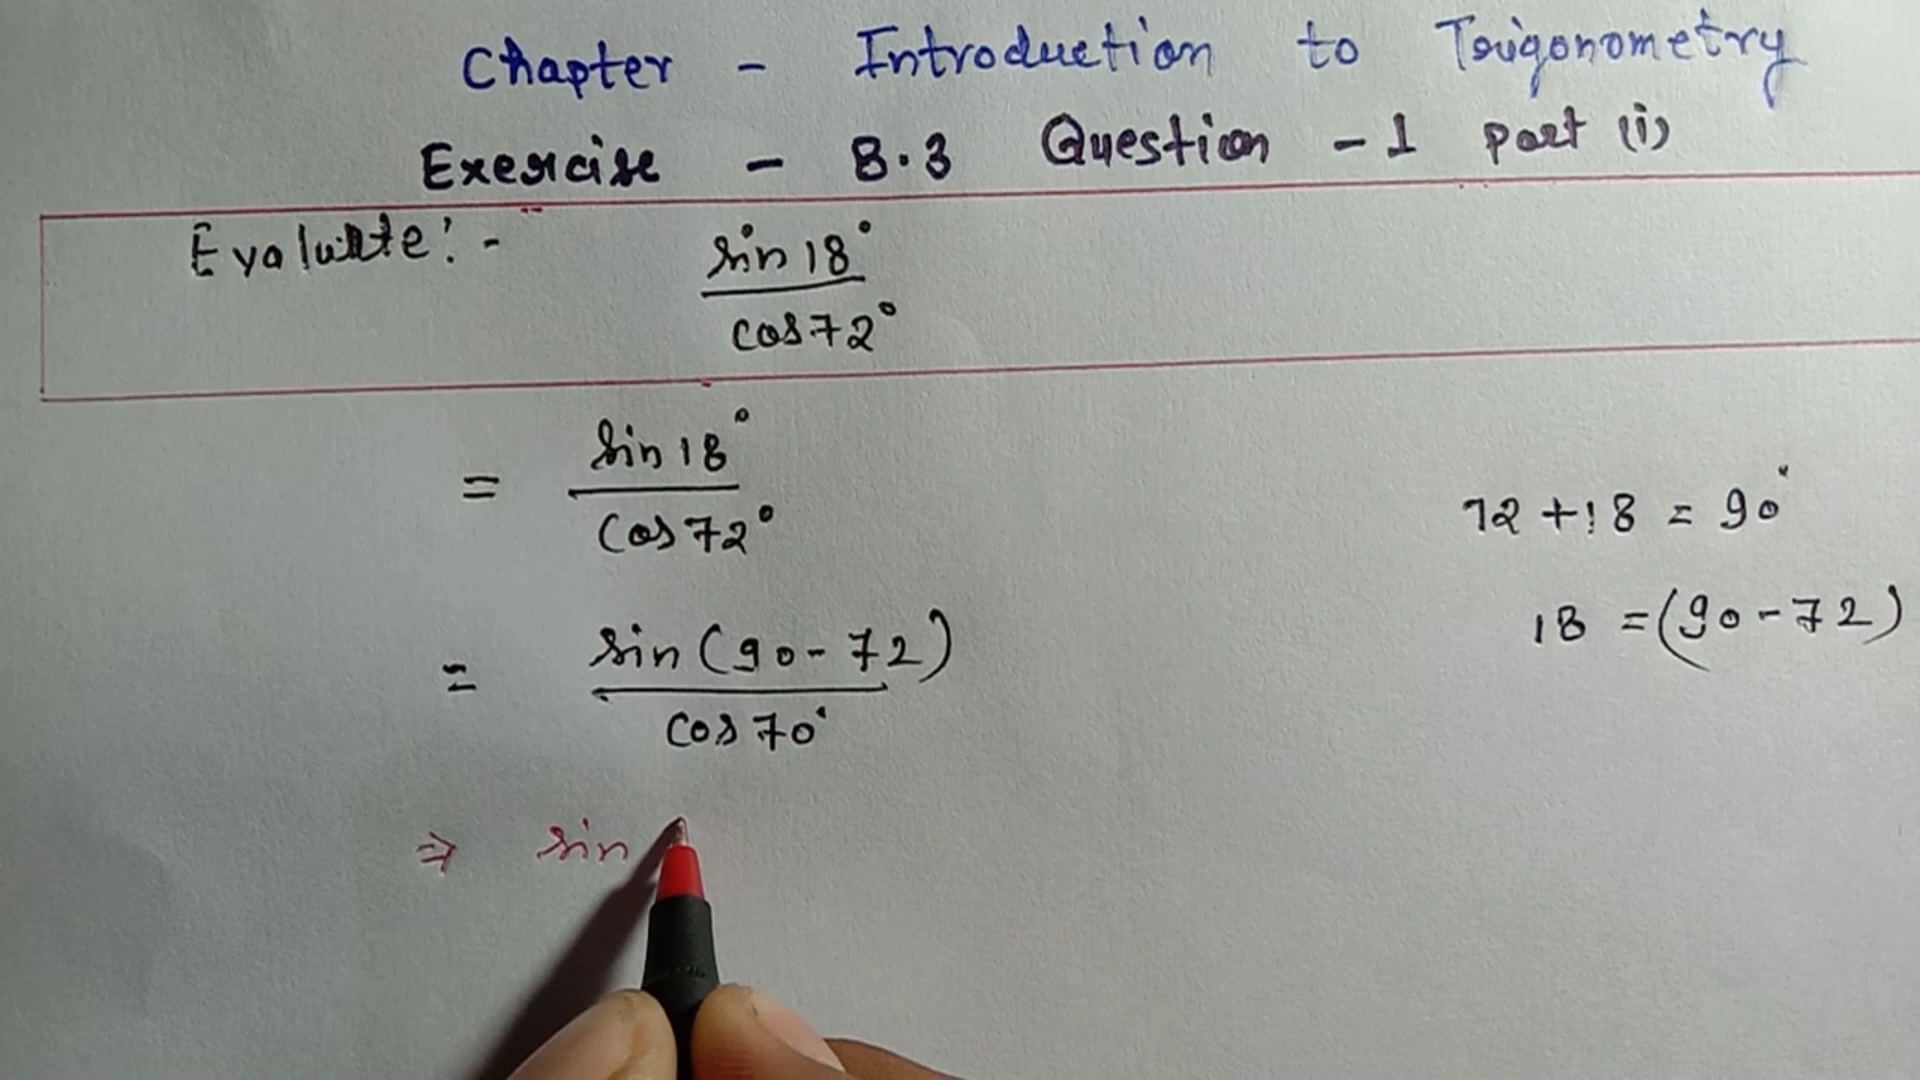 Chapter - Introduction to Trigonometry
Exercise - 8.3 Question - 1 part (i)
Evaluate :- sin 18° / cos 72°
= sin 18° / cos 72°
72 + 18 = 90°
= sin (90 - 72) / cos 70°
18 = (90 - 72)
⇒ sin